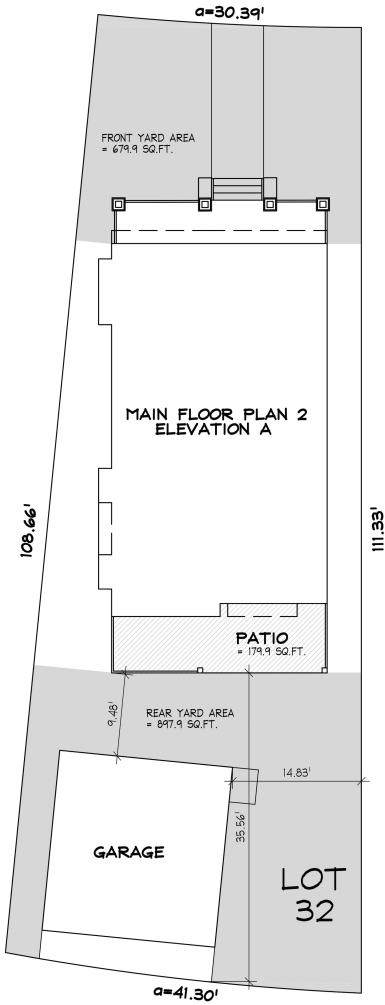 a=30.39'
FRONT YARD AREA
= 679.9 SQ.FT.
MAIN FLOOR PLAN 2
ELEVATION A
108.66'
111.33'
PATIO
= 179.9 SQ.FT.
9.48'
REAR YARD AREA
= 897.9 SQ.FT.
14.83'
35.56'
GARAGE
LOT
32
a=41.30'